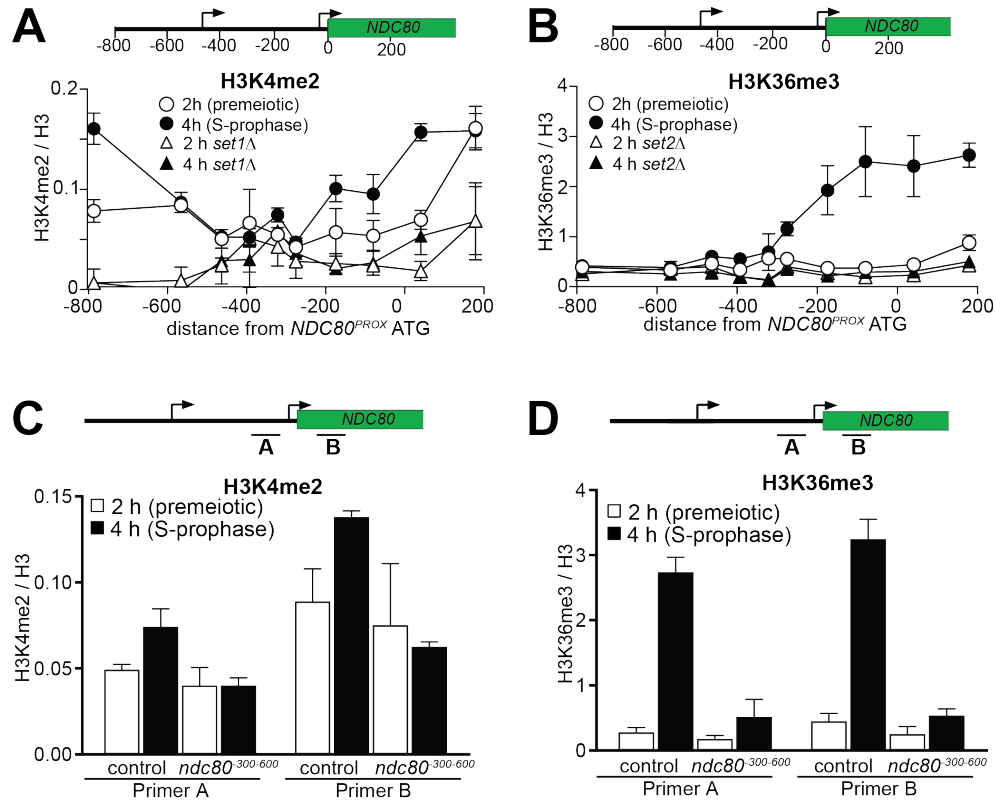 A
NDC80
-800 -600 -400 -200 0 200
H3K4me2
2h (premeiotic)
4h (S-prophase)
2 h set1Δ
4 h set1Δ
H3K4me2 / H3
0.2
0.1
0
-800 -600 -400 -200 0 200
distance from NDC80PROX ATG
B
NDC80
-800 -600 -400 -200 0 200
H3K36me3
2h (premeiotic)
4h (S-prophase)
2 h set2Δ
4 h set2Δ
H3K36me3 / H3
4
3
2
1
0
-800 -600 -400 -200 0 200
distance from NDC80PROX ATG
C
NDC80
A B
H3K4me2
2 h (premeiotic)
4 h (S-prophase)
H3K4me2 / H3
0.15
0.10
0.05
0.00
control ndc80-300-600 control ndc80-300-600
Primer A Primer B
D
NDC80
A B
H3K36me3
2 h (premeiotic)
4 h (S-prophase)
H3K36me3 / H3
4
3
2
1
0
control ndc80-300-600 control ndc80-300-600
Primer A Primer B